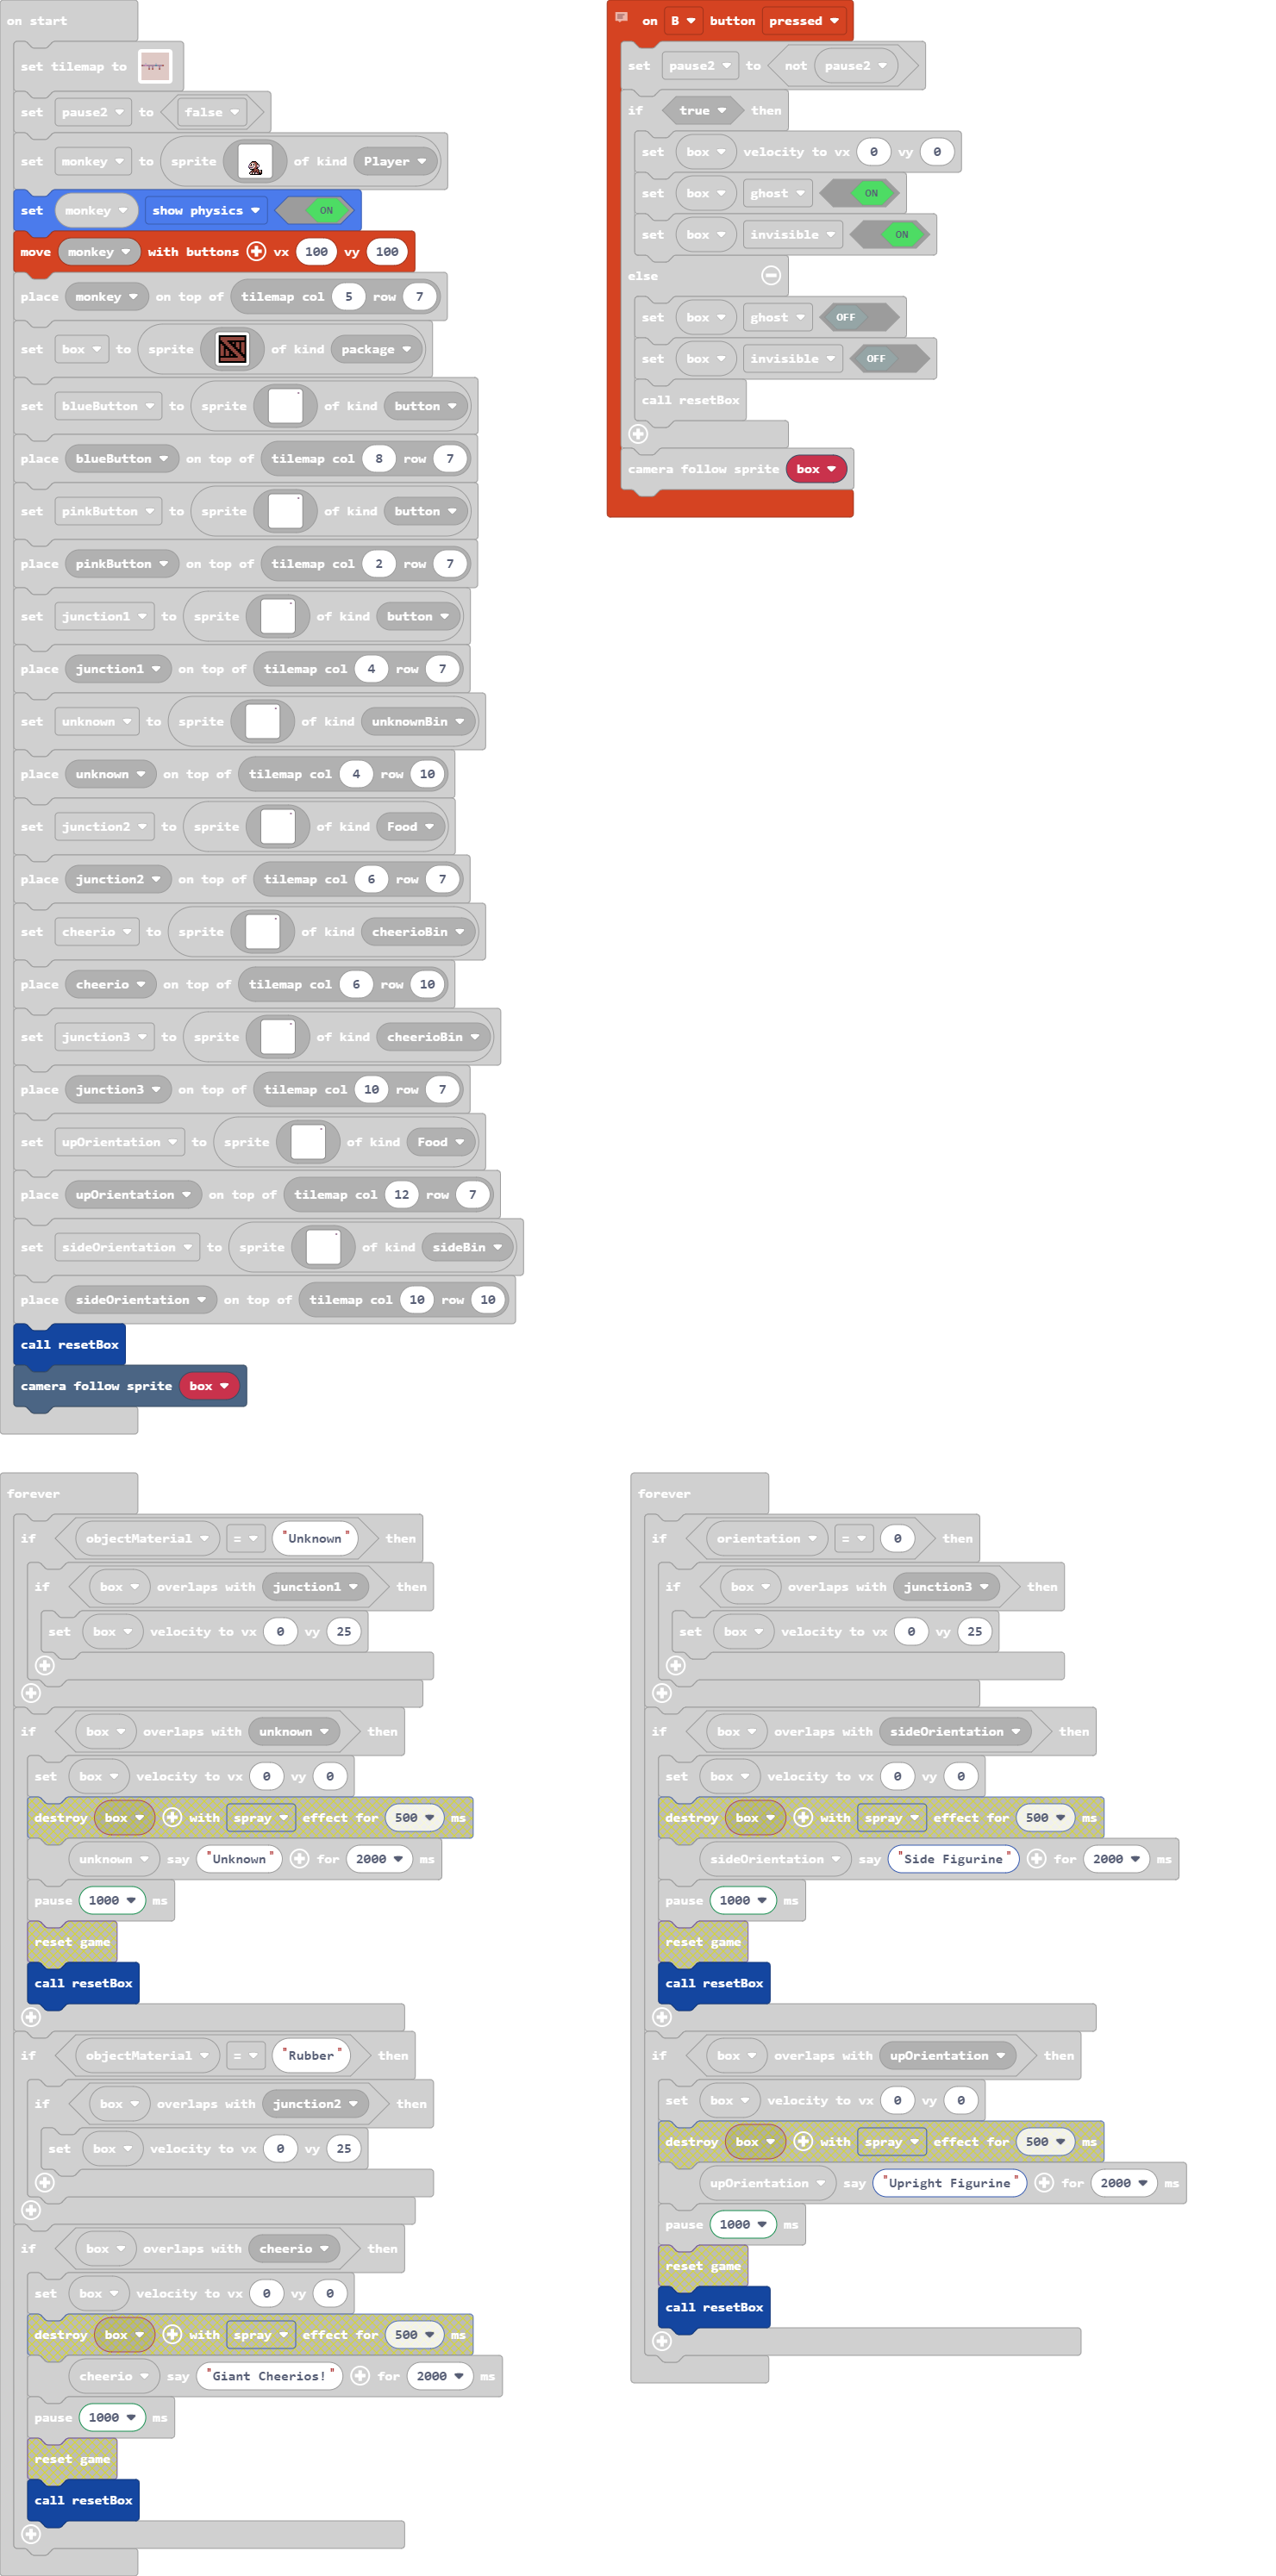 on start
set tilemap to
set pause2 to false
set monkey to sprite of kind Player
set monkey show physics ON
move monkey with buttons vx 100 vy 100
place monkey on top of tilemap col 5 row 7
set box to sprite of kind package
set blueButton to sprite of kind button
place blueButton on top of tilemap col 8 row 7
set pinkButton to sprite of kind button
place pinkButton on top of tilemap col 2 row 7
set junction1 to sprite of kind button
place junction1 on top of tilemap col 4 row 7
set unknown to sprite of kind unknownBin
place unknown on top of tilemap col 4 row 10
set junction2 to sprite of kind Food
place junction2 on top of tilemap col 6 row 7
set cheerio to sprite of kind cheerioBin
place cheerio on top of tilemap col 6 row 10
set junction3 to sprite of kind cheerioBin
place junction3 on top of tilemap col 10 row 7
set upOrientation to sprite of kind Food
place upOrientation on top of tilemap col 12 row 7
set sideOrientation to sprite of kind sideBin
place sideOrientation on top of tilemap col 10 row 10
call resetBox
camera follow sprite box
on B button pressed
set pause2 to not pause2
if true then
set box velocity to vx 0 vy 0
set box ghost ON
set box invisible ON
else
set box ghost OFF
set box invisible OFF
call resetBox
camera follow sprite box
forever
if objectMaterial = "Unknown" then
if box overlaps with junction1 then
set box velocity to vx 0 vy 25
if box overlaps with unknown then
set box velocity to vx 0 vy 0
destroy box with spray effect for 500 ms
unknown say "Unknown" for 2000 ms
pause 1000 ms
reset game
call resetBox
if objectMaterial = "Rubber" then
if box overlaps with junction2 then
set box velocity to vx 0 vy 25
if box overlaps with cheerio then
set box velocity to vx 0 vy 0
destroy box with spray effect for 500 ms
cheerio say "Giant Cheerios!" for 2000 ms
pause 1000 ms
reset game
call resetBox
forever
if orientation = 0 then
if box overlaps with junction3 then
set box velocity to vx 0 vy 25
if box overlaps with sideOrientation then
set box velocity to vx 0 vy 0
destroy box with spray effect for 500 ms
sideOrientation say "Side Figurine" for 2000 ms
pause 1000 ms
reset game
call resetBox
if box overlaps with upOrientation then
set box velocity to vx 0 vy 0
destroy box with spray effect for 500 ms
upOrientation say "Upright Figurine" for 2000 ms
pause 1000 ms
reset game
call resetBox